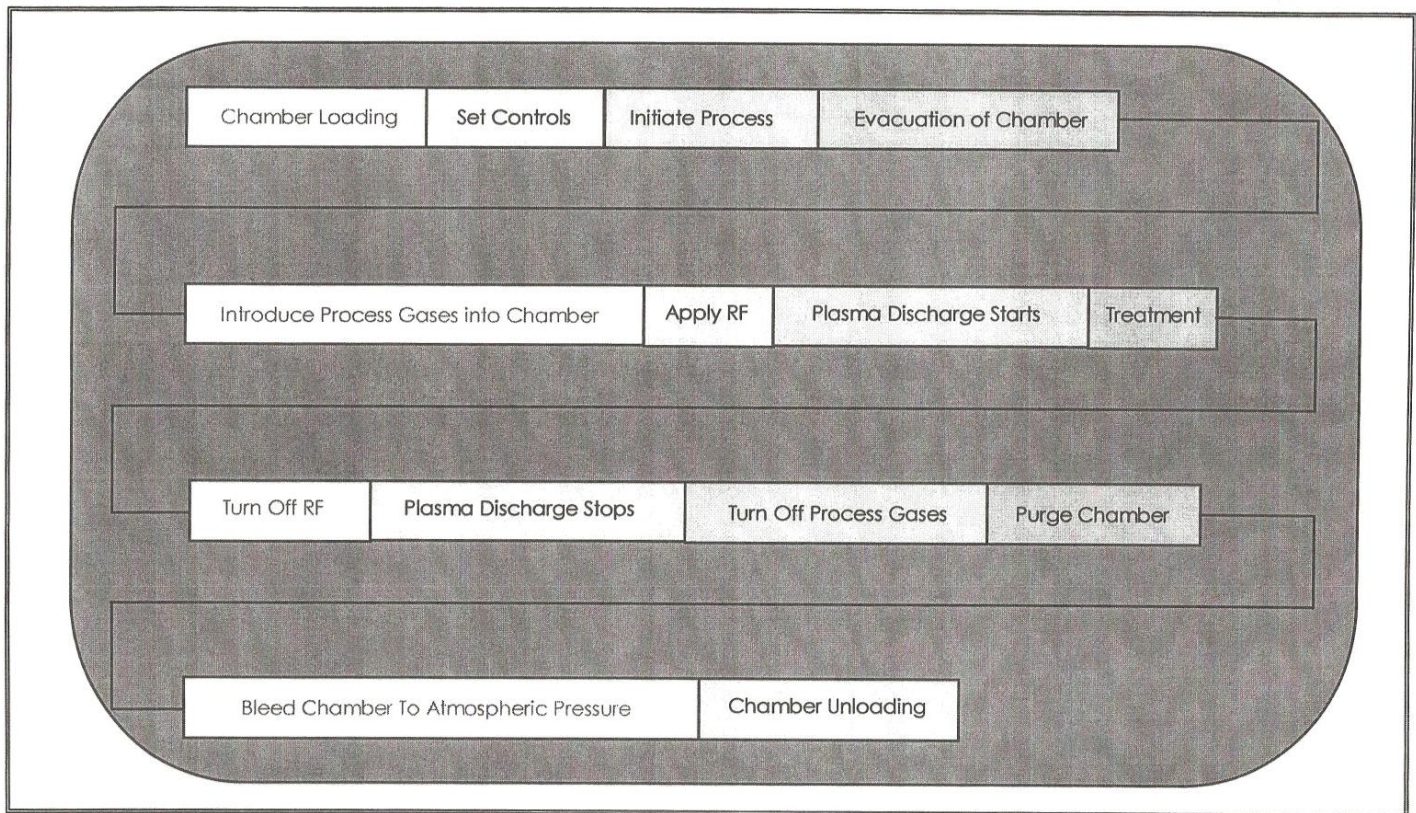 Chamber Loading Set Controls Initiate Process Evacuation of Chamber
Introduce Process Gases into Chamber Apply RF Plasma Discharge Starts Treatment
Turn Off RF Plasma Discharge Stops Turn Off Process Gases Purge Chamber
Bleed Chamber To Atmospheric Pressure Chamber Unloading